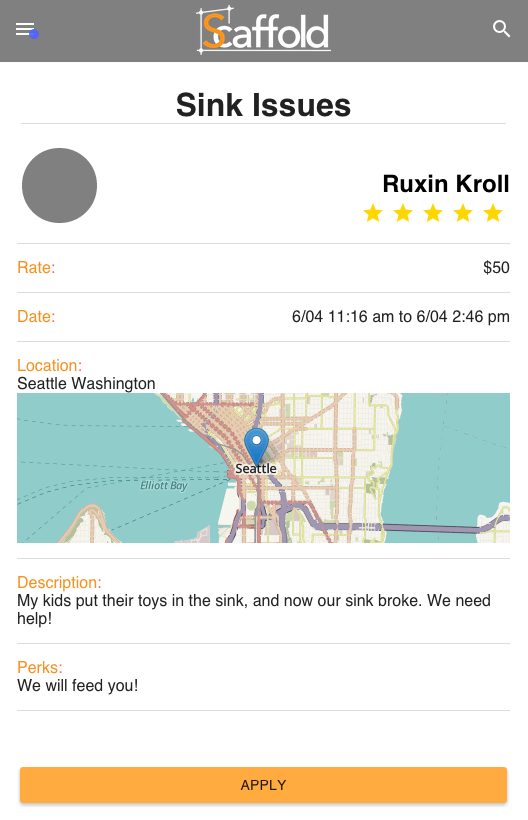 Scaffold
Sink Issues
Ruxin Kroll
Rate:
$50
Date:
6/04 11:16 am to 6/04 2:46 pm
Location:
Seattle Washington
Seattle
Elliott Bay
Description:
My kids put their toys in the sink, and now our sink broke. We need
help!
Perks:
We will feed you!
APPLY